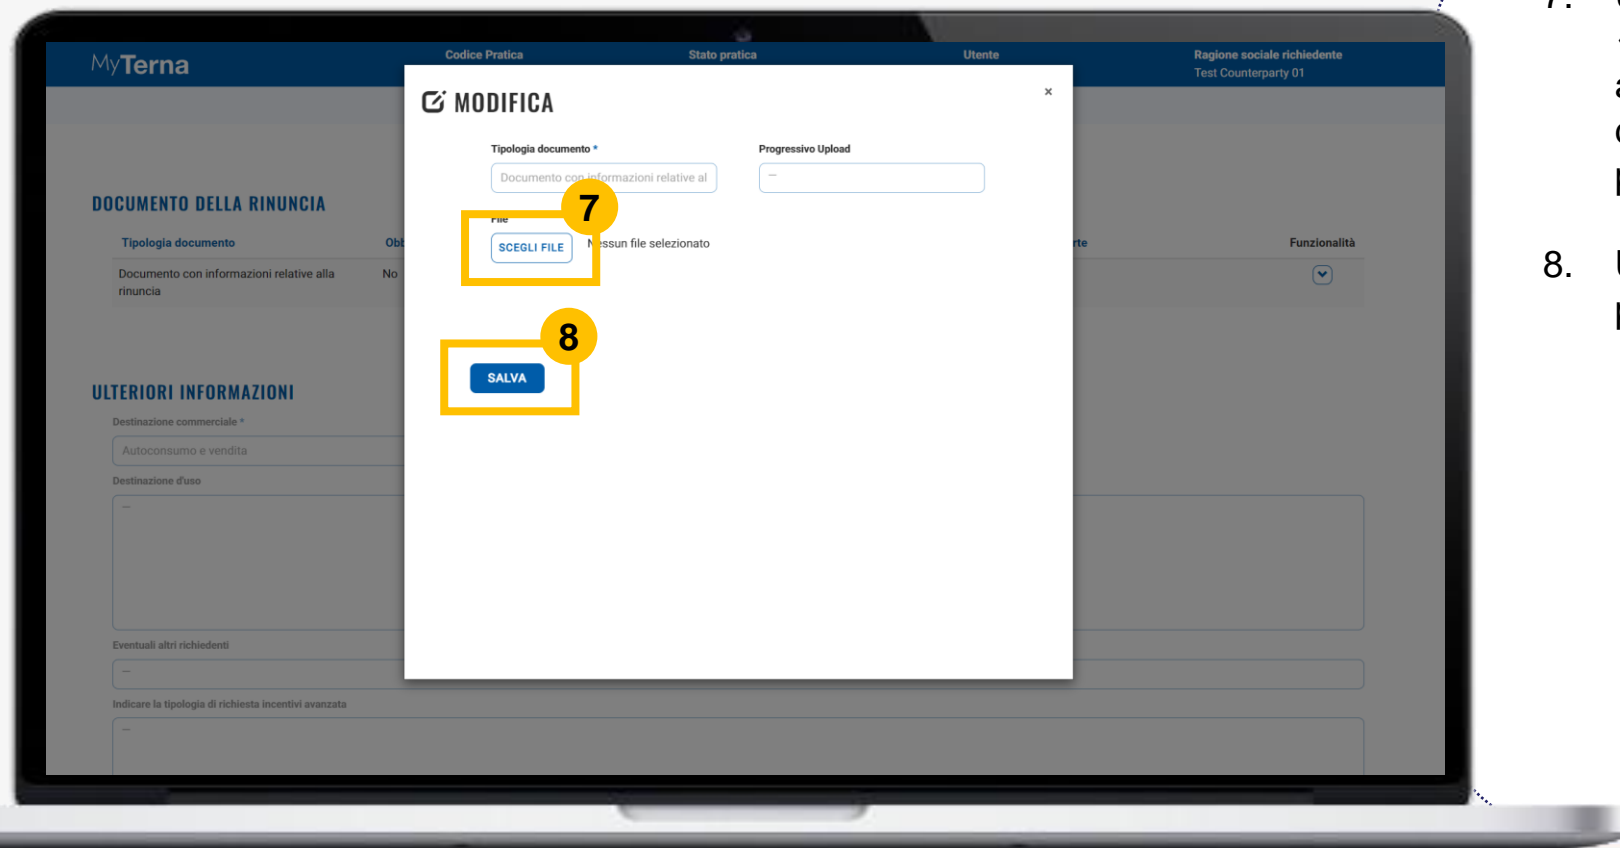 MyTerna
Codice Pratica
Stato pratica
Utente
Ragione sociale richiedente
Test Counterparty 01
MODIFICA
×
Tipologia documento *
Progressivo Upload
Documento con informazioni relative al
—
7
File
SCEGLI FILE
Nessun file selezionato
8
SALVA
DOCUMENTO DELLA RINUNCIA
Tipologia documento
Funzionalità
Documento con informazioni relative alla
No
rinuncia
ULTERIORI INFORMAZIONI
Destinazione commerciale *
Autoconsumo e vendita
Destinazione d'uso
—
Eventuali altri richiedenti
—
Indicare la tipologia di richiesta incentivi avanzata
—
7.
8.